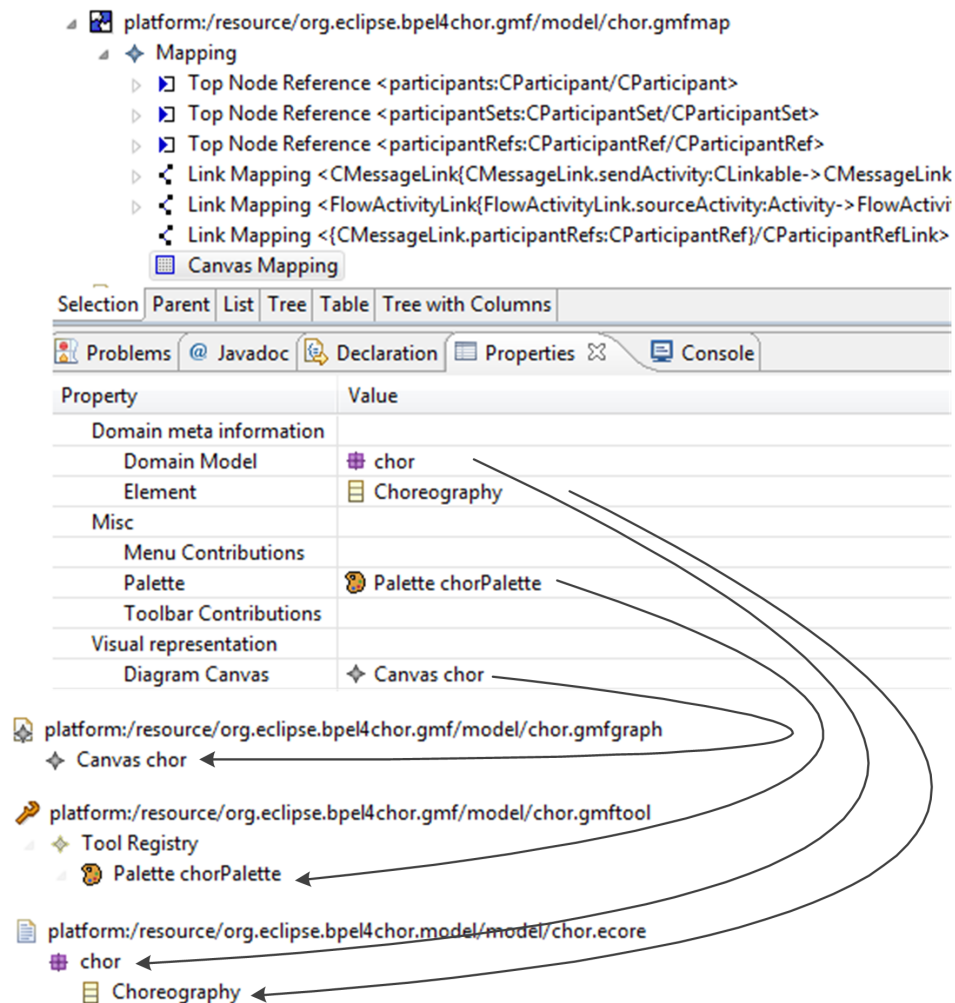 platform:/resource/org.eclipse.bpel4chor.gmf/model/chor.gmfmap
Mapping
Top Node Reference <participants:CParticipant/CParticipant>
Top Node Reference <participantSets:CParticipantSet/CParticipantSet>
Top Node Reference <participantRefs:CParticipantRef/CParticipantRef>
Link Mapping <CMessageLink{CMessageLink.sendActivity:CLinkable->CMessageLink
Link Mapping <FlowActivityLink{FlowActivityLink.sourceActivity:Activity->FlowActivi
Link Mapping <{CMessageLink.participantRefs:CParticipantRef}/CParticipantRefLink>
Canvas Mapping
Selection Parent List Tree Table Tree with Columns
Problems @ Javadoc Declaration Properties Console
Property Value
Domain meta information
Domain Model chor
Element Choreography
Misc
Menu Contributions
Palette Palette chorPalette
Toolbar Contributions
Visual representation
Diagram Canvas Canvas chor
platform:/resource/org.eclipse.bpel4chor.gmf/model/chor.gmfgraph
Canvas chor
platform:/resource/org.eclipse.bpel4chor.gmf/model/chor.gmftool
Tool Registry
Palette chorPalette
platform:/resource/org.eclipse.bpel4chor.model/model/chor.ecore
chor
Choreography